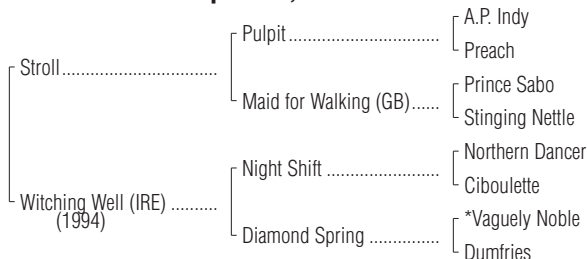 A.P. Indy
Pulpit
Preach
Stroll
Prince Sabo
Maid for Walking (GB)
Stinging Nettle
Northern Dancer
Night Shift
Ciboulette
Witching Well (IRE)
(1994)
*Vaguely Noble
Diamond Spring
Dumfries